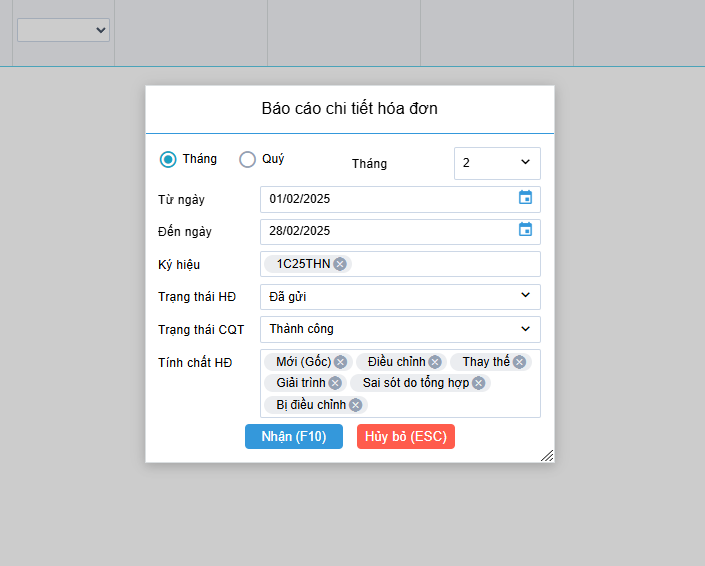 Báo cáo chi tiết hóa đơn
Tháng Quý Tháng 2
Từ ngày 01/02/2025
Đến ngày 28/02/2025
Ký hiệu 1C25THN
Trạng thái HĐ Đã gửi
Trạng thái CQT Thành công
Tính chất HĐ Mới (Gốc) Điều chỉnh Thay thế
Giải trình Sai sót do tổng hợp
Bị điều chỉnh
Nhận (F10) Hủy bỏ (ESC)